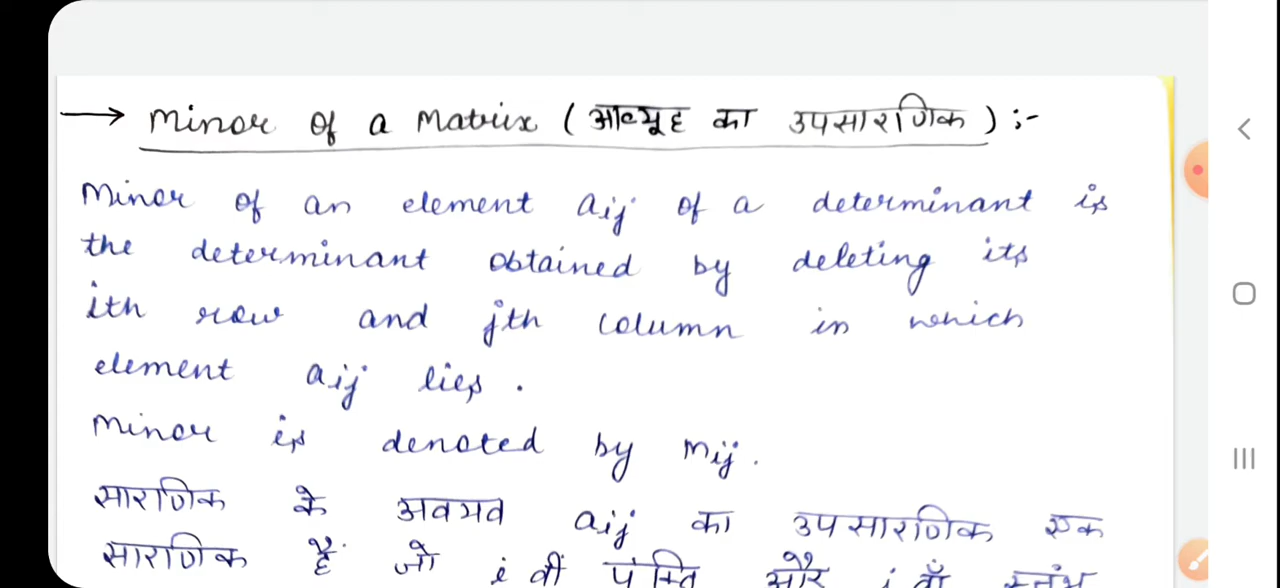 → Minor of a Matrix (आव्यूह का उपसारणिक) :-
Minor of an element aij of a determinant is
the determinant obtained by deleting its
ith row and jth column in which
element aij lies .
Minor is denoted by Mij .
सारणिक के अवयव aij का उपसारणिक एक
सारणिक है जो i वीं पंक्ति और j वाँ स्तंभ